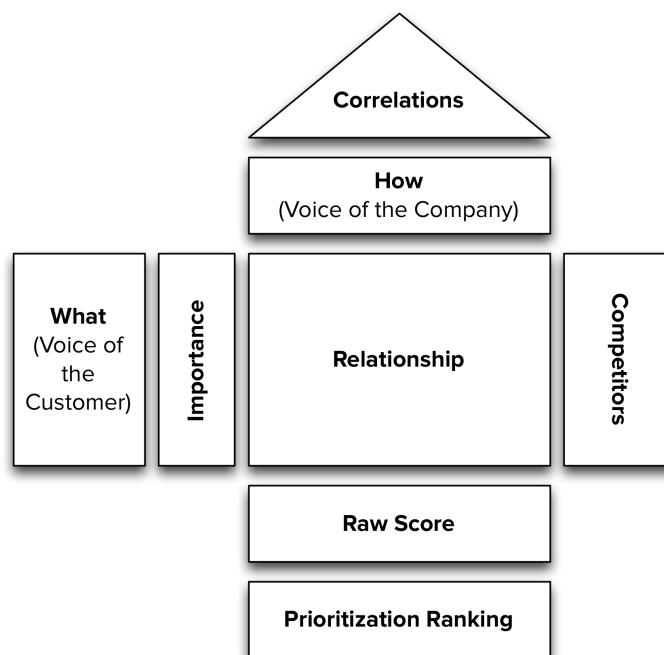 Correlations
How
(Voice of the Company)
What
(Voice of
the
Customer)
Importance
Relationship
Competitors
Raw Score
Prioritization Ranking